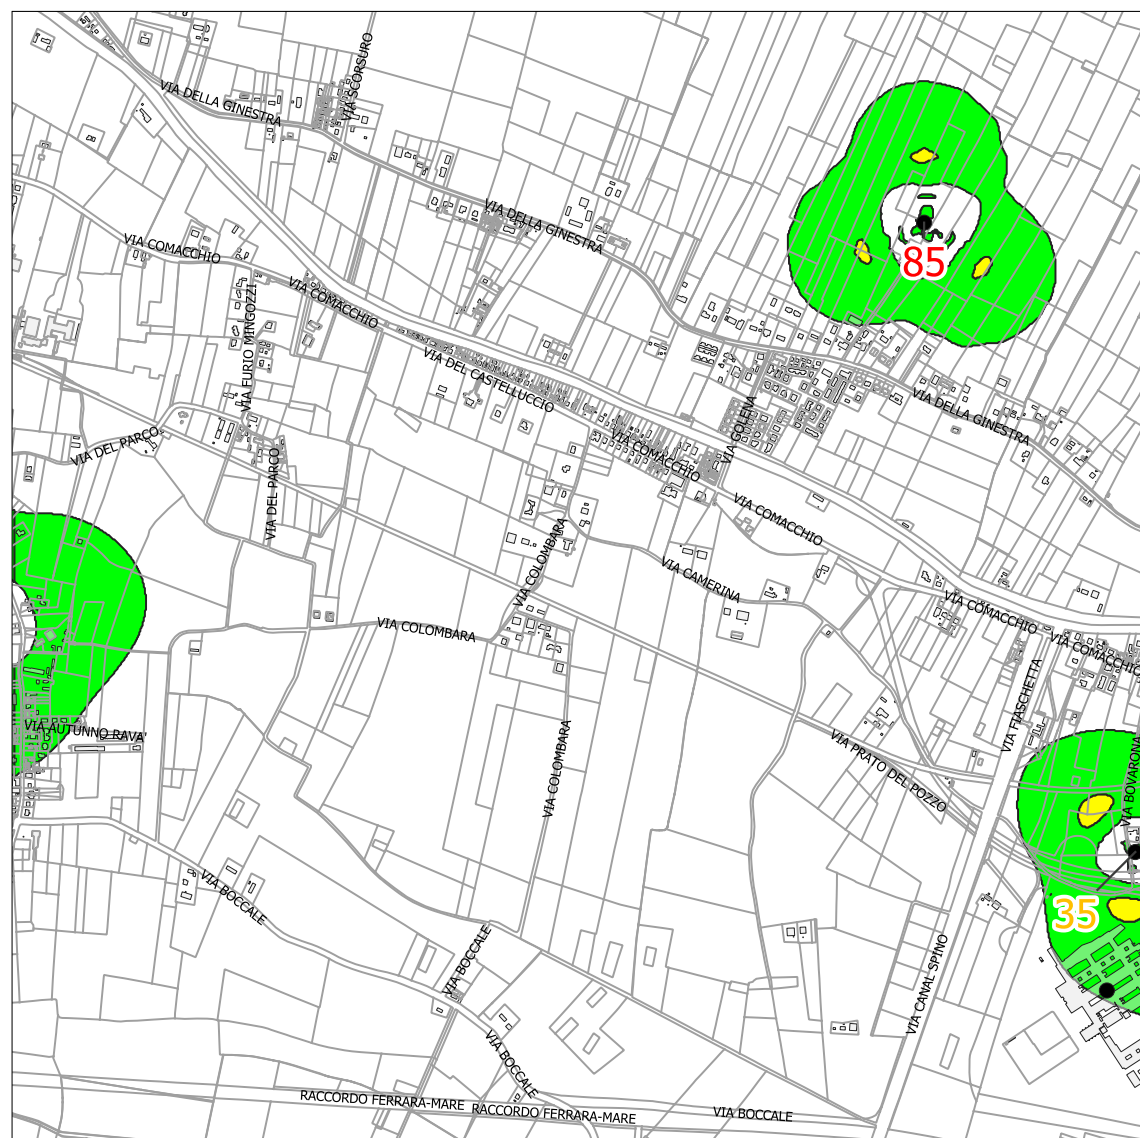 VIA SCORSURO
VIA DELLA GINESTRA
VIA DELLA GINESTRA
VIA COMACCHIO
85
VIA COMACCHIO
VIA FURIO MINGOZZI
VIA DEL CASTELLUCCIO
VIA GOLENA
VIA DELLA GINESTRA
VIA DEL PARCO
VIA COMACCHIO
VIA DEL PARCO
VIA COMACCHIO
VIA COLOMBARA
VIA CAMERINA
VIA COMACCHIO
VIA COLOMBARA
VIA COMACCHIO
VIA FIASCHETTA
VIA AUTUNNO RAVA'
VIA COLOMBARA
VIA PRATO DEL POZZO
VIA BOVARONA
VIA BOCCALE
35
VIA BOCCALE
VIA CANAL SPINO
VIA BOCCALE
RACCORDO FERRARA-MARE
RACCORDO FERRARA-MARE
VIA BOCCALE